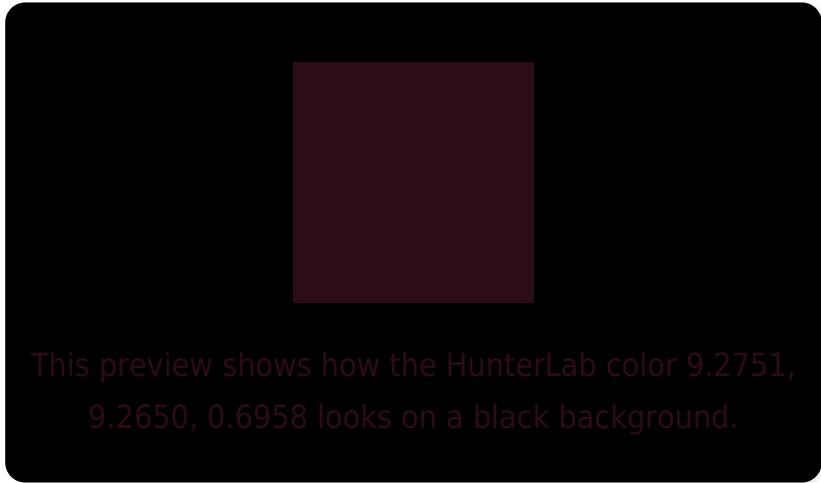 This preview shows how the HunterLab color 9.2751,
9.2650, 0.6958 looks on a black background.